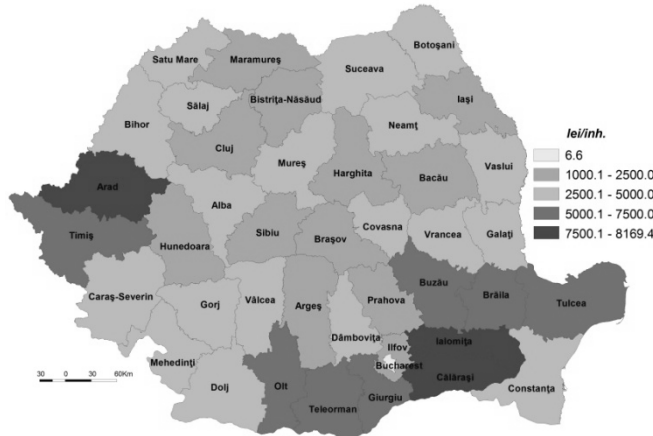 Botoşani
Satu Mare
Maramureş
Suceava
Bistriţa-Năsăud
Iaşi
Sălaj
Bihor
Neamţ
Cluj
Mureş
Harghita
Bacău
Vaslui
Arad
Alba
Timiş
Hunedoara
Sibiu
Braşov
Covasna
Vrancea
Galaţi
Caraş-Severin
Gorj
Vâlcea
Argeş
Prahova
Buzău
Brăila
Tulcea
Dâmboviţa
Ilfov
Ialomiţa
Bucharest
Mehedinţi
Dolj
Olt
Teleorman
Giurgiu
Călăraşi
Constanţa
lei/inh.
6.6
1000.1 - 2500.0
2500.1 - 5000.0
5000.1 - 7500.0
7500.1 - 8169.4
30 0 30 60Km